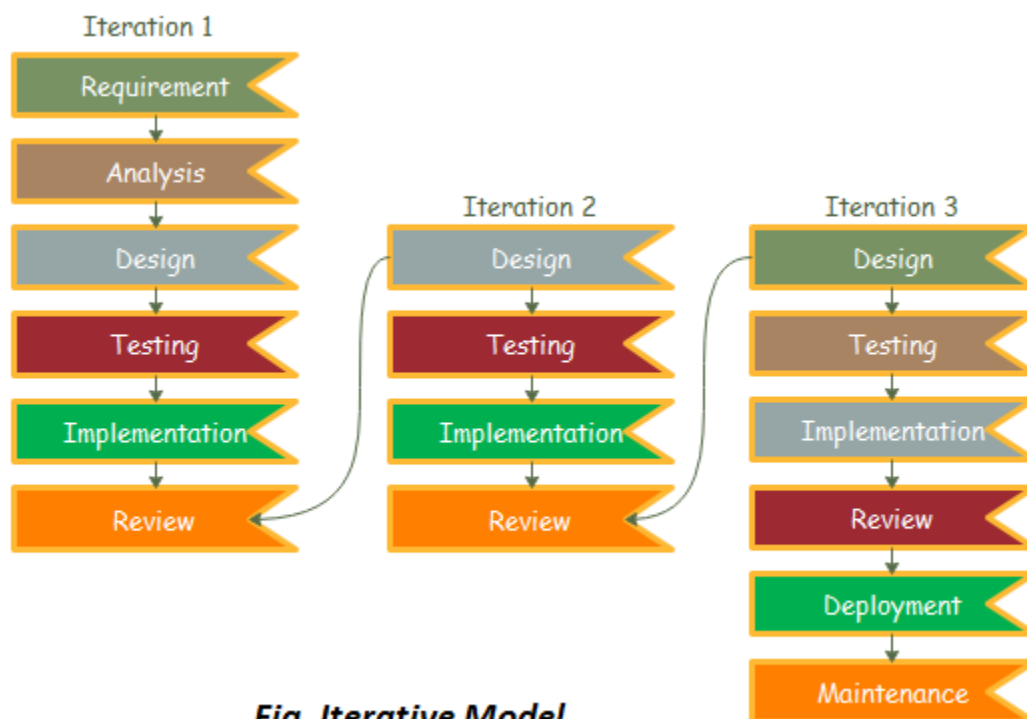 Iteration 1
Requirement
Analysis
Design
Testing
Implementation
Review
Iteration 2
Design
Testing
Implementation
Review
Iteration 3
Design
Testing
Implementation
Review
Deployment
Maintenance
Fig. Iterative Model